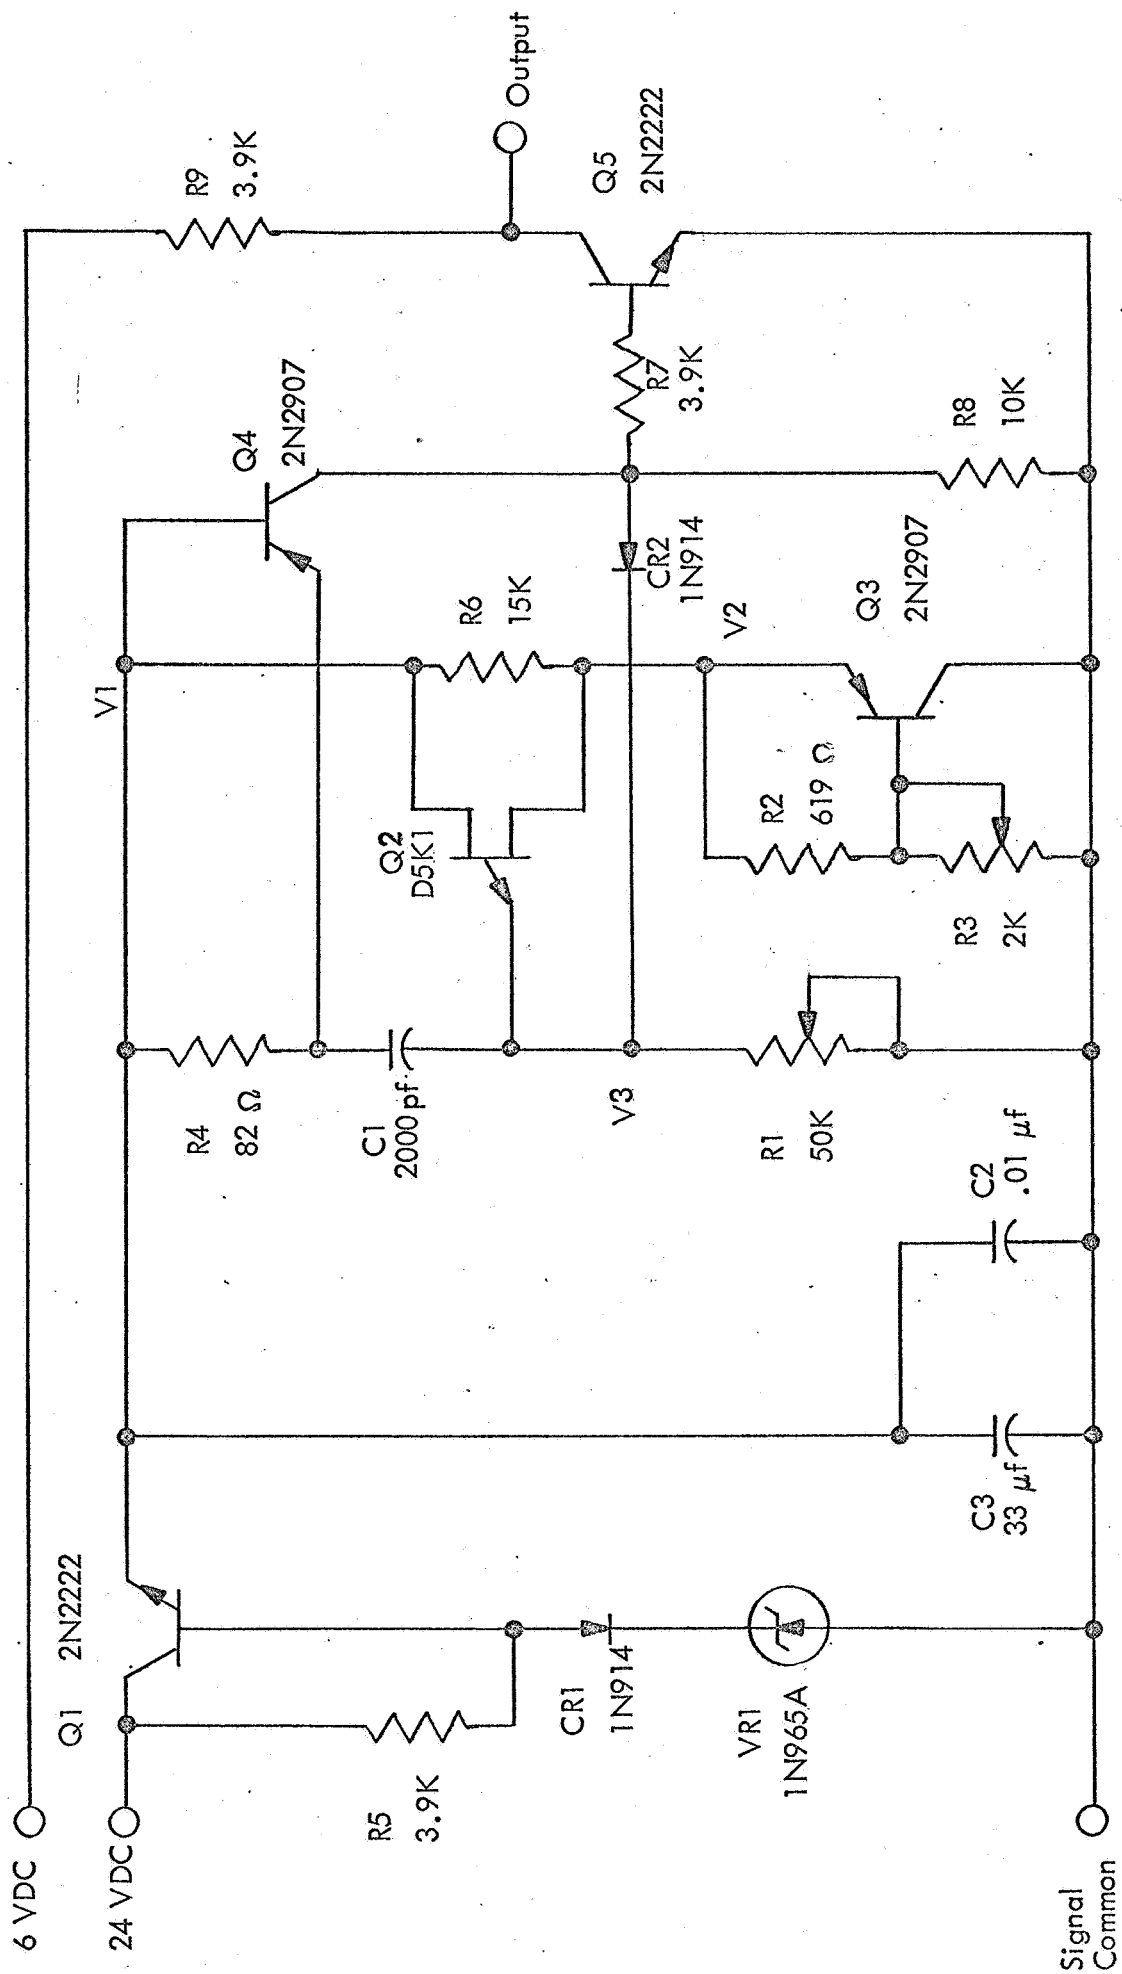 6 VDC
24 VDC
Signal
Common
Q1
2N2222
R5
3.9K
CR1
1N914
VR1
1N965A
C3
33 µf
C2
.01 µf
R4
82 Ω
C1
2000 pf.
V3
R1
50K
V1
Q2
D5K1
R6
15K
V2
R2
619 Ω
R3
2K
Q3
2N2907
CR2
1N914
Q4
2N2907
R7
3.9K
R8
10K
R9
3.9K
Q5
2N2222
Output